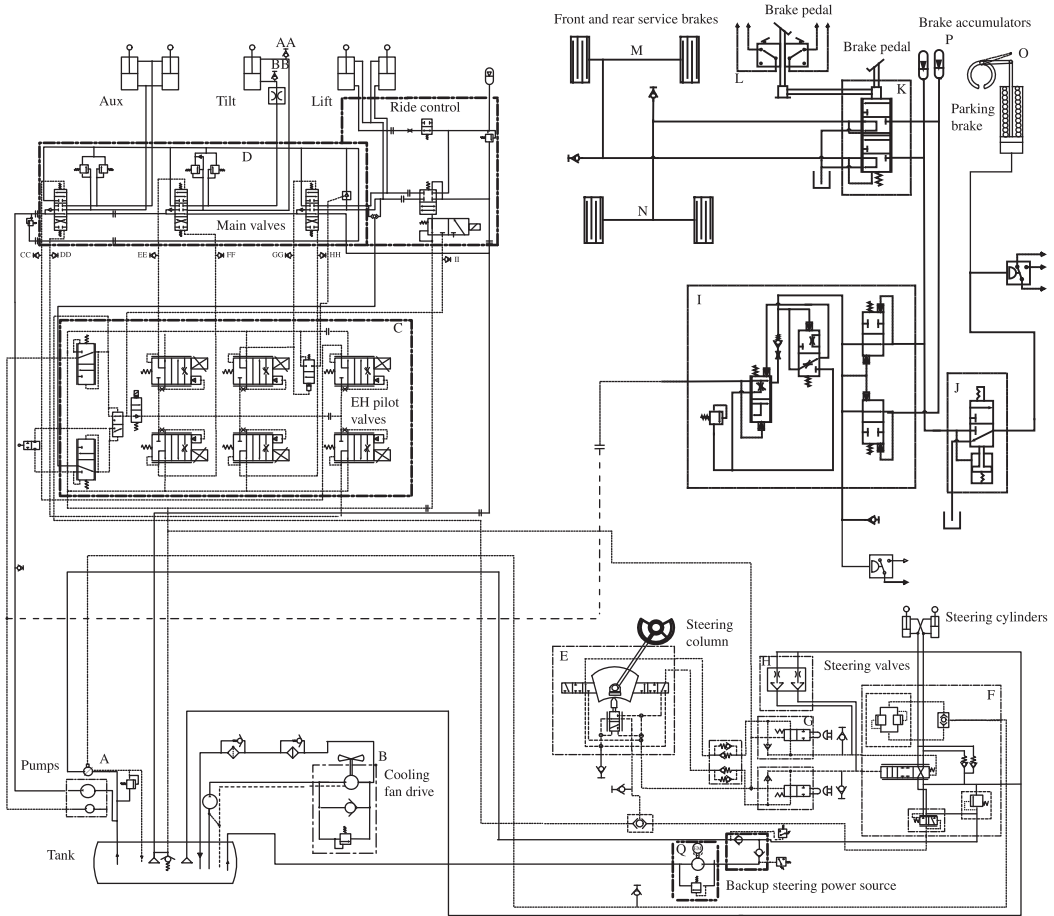 Brake pedal
Front and rear service brakes
Brake accumulators
M
Brake pedal
P
O
AA
BB
L
K
Aux
Tilt
Lift
Ride control
Parking
brake
D
Main valves
N
CC
DD
EE
FF
GG
HH
II
I
C
J
EH pilot
valves
Steering
column
Steering cylinders
E
H
Steering valves
F
G
Pumps
A
B
Cooling
fan drive
Tank
Q
Backup steering power source